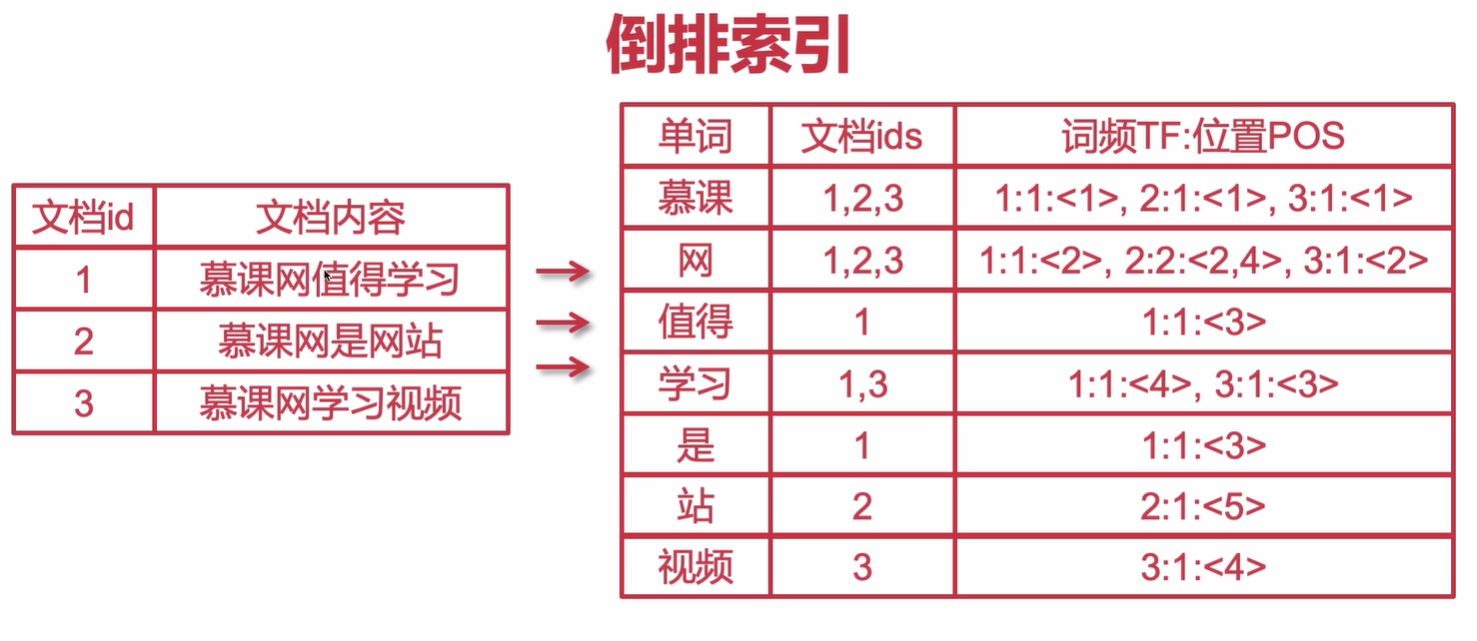 倒排索引
文档id 文档内容
1 慕课网值得学习
2 慕课网是网站
3 慕课网学习视频
单词 文档ids 词频TF:位置POS
慕课 1,2,3 1:1:<1>, 2:1:<1>, 3:1:<1>
网 1,2,3 1:1:<2>, 2:2:<2,4>, 3:1:<2>
值得 1 1:1:<3>
学习 1,3 1:1:<4>, 3:1:<3>
是 1 1:1:<3>
站 2 2:1:<5>
视频 3 3:1:<4>